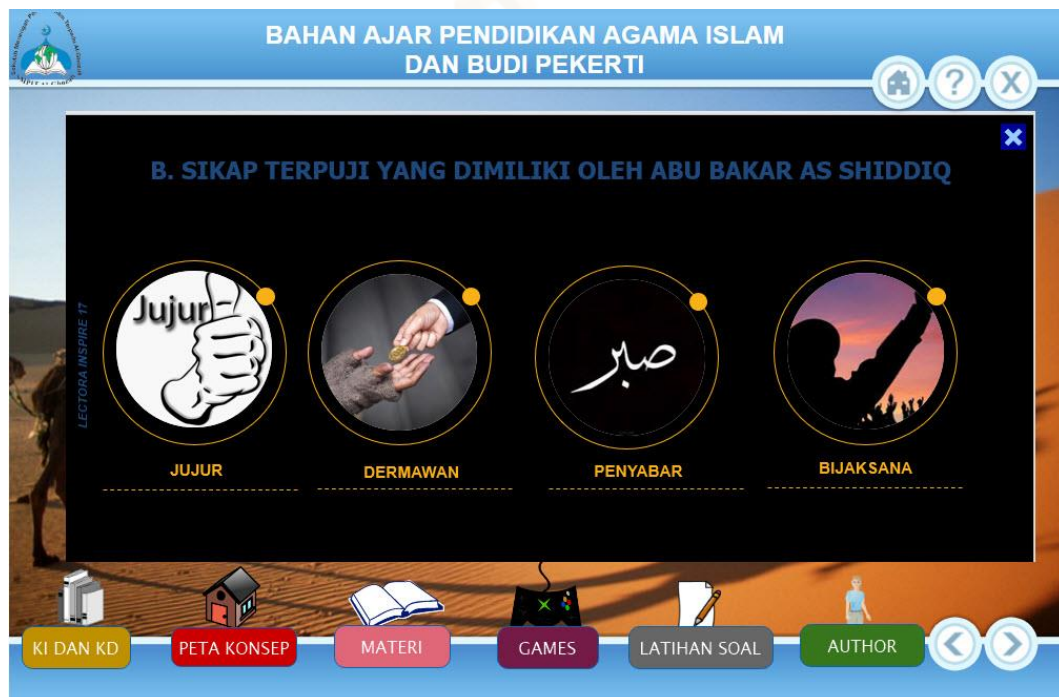 BAHAN AJAR PENDIDIKAN AGAMA ISLAM
DAN BUDI PEKERTI
?
X
B. SIKAP TERPUJI YANG DIMILIKI OLEH ABU BAKAR AS SHIDDIQ
LECTORA INSPIRE 17
Jujur
صبر
JUJUR
DERMAWAN
PENYABAR
BIJAKSANA
KI DAN KD
PETA KONSEP
MATERI
GAMES
LATIHAN SOAL
AUTHOR